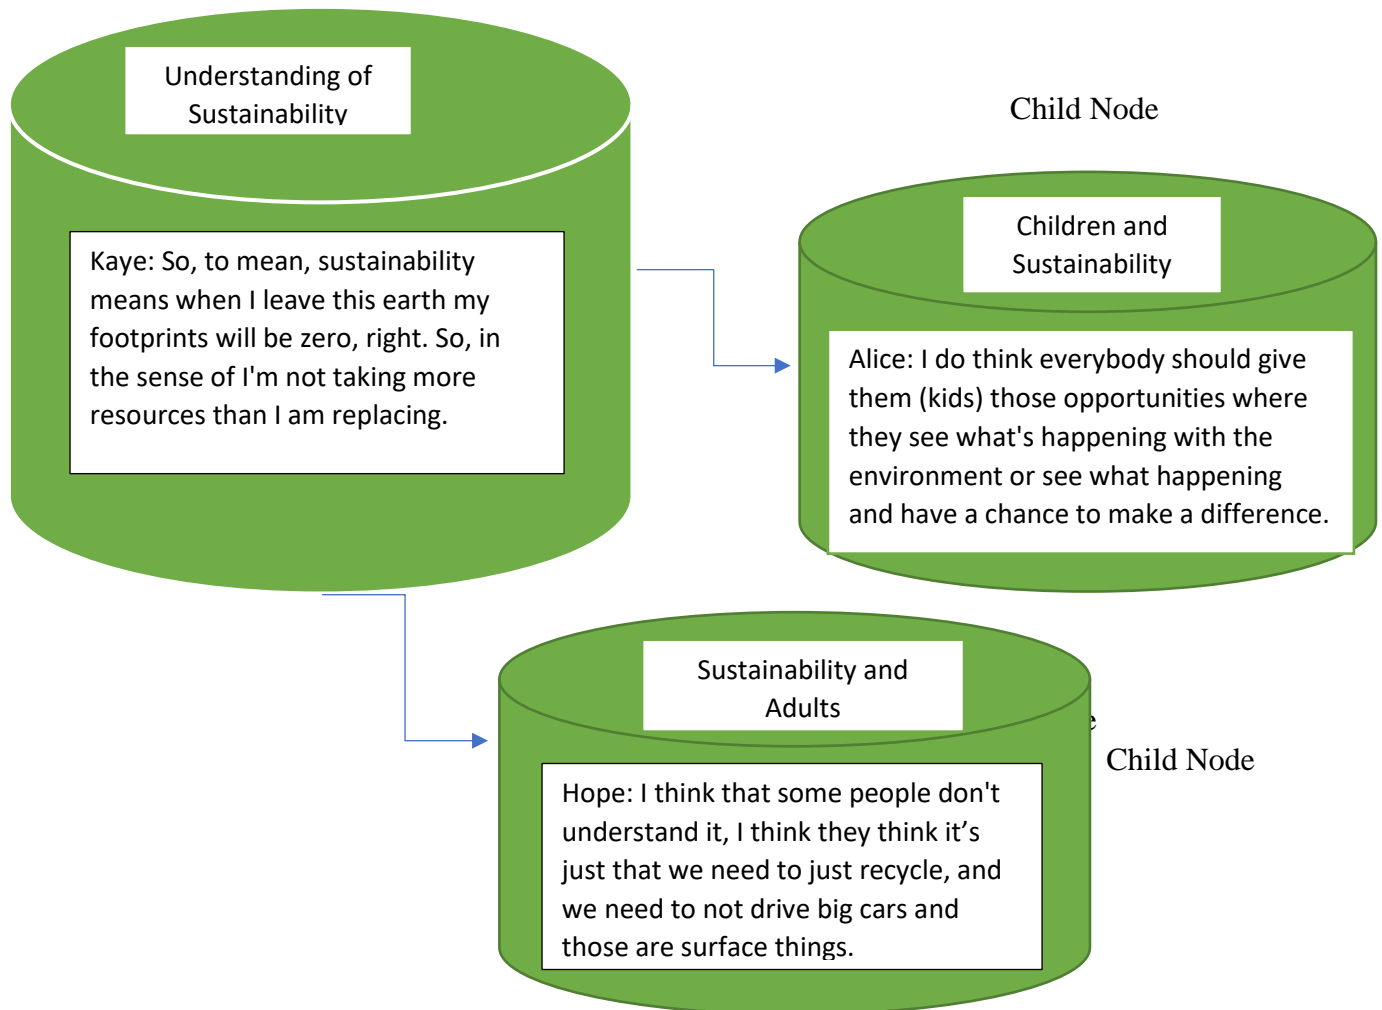 Understanding of
Sustainability
Kaye: So, to mean, sustainability
means when I leave this earth my
footprints will be zero, right. So, in
the sense of I'm not taking more
resources than I am replacing.
Child Node
Children and
Sustainability
Alice: I do think everybody should give
them (kids) those opportunities where
they see what's happening with the
environment or see what happening
and have a chance to make a difference.
Sustainability and
Adults
e
Child Node
Hope: I think that some people don't
understand it, I think they think it’s
just that we need to just recycle, and
we need to not drive big cars and
those are surface things.